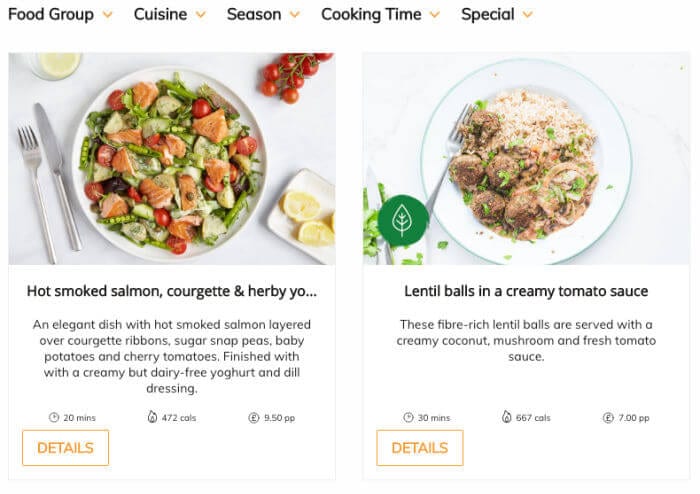 Food Group Cuisine Season Cooking Time Special
Hot smoked salmon, courgette & herby yo...
An elegant dish with hot smoked salmon layered
over courgette ribbons, sugar snap peas, baby
potatoes and cherry tomatoes. Finished with
with a creamy but dairy-free yoghurt and dill
dressing.
20 mins 472 cals £ 9.50 pp
DETAILS
Lentil balls in a creamy tomato sauce
These fibre-rich lentil balls are served with a
creamy coconut, mushroom and fresh tomato
sauce.
30 mins 667 cals £ 7.00 pp
DETAILS